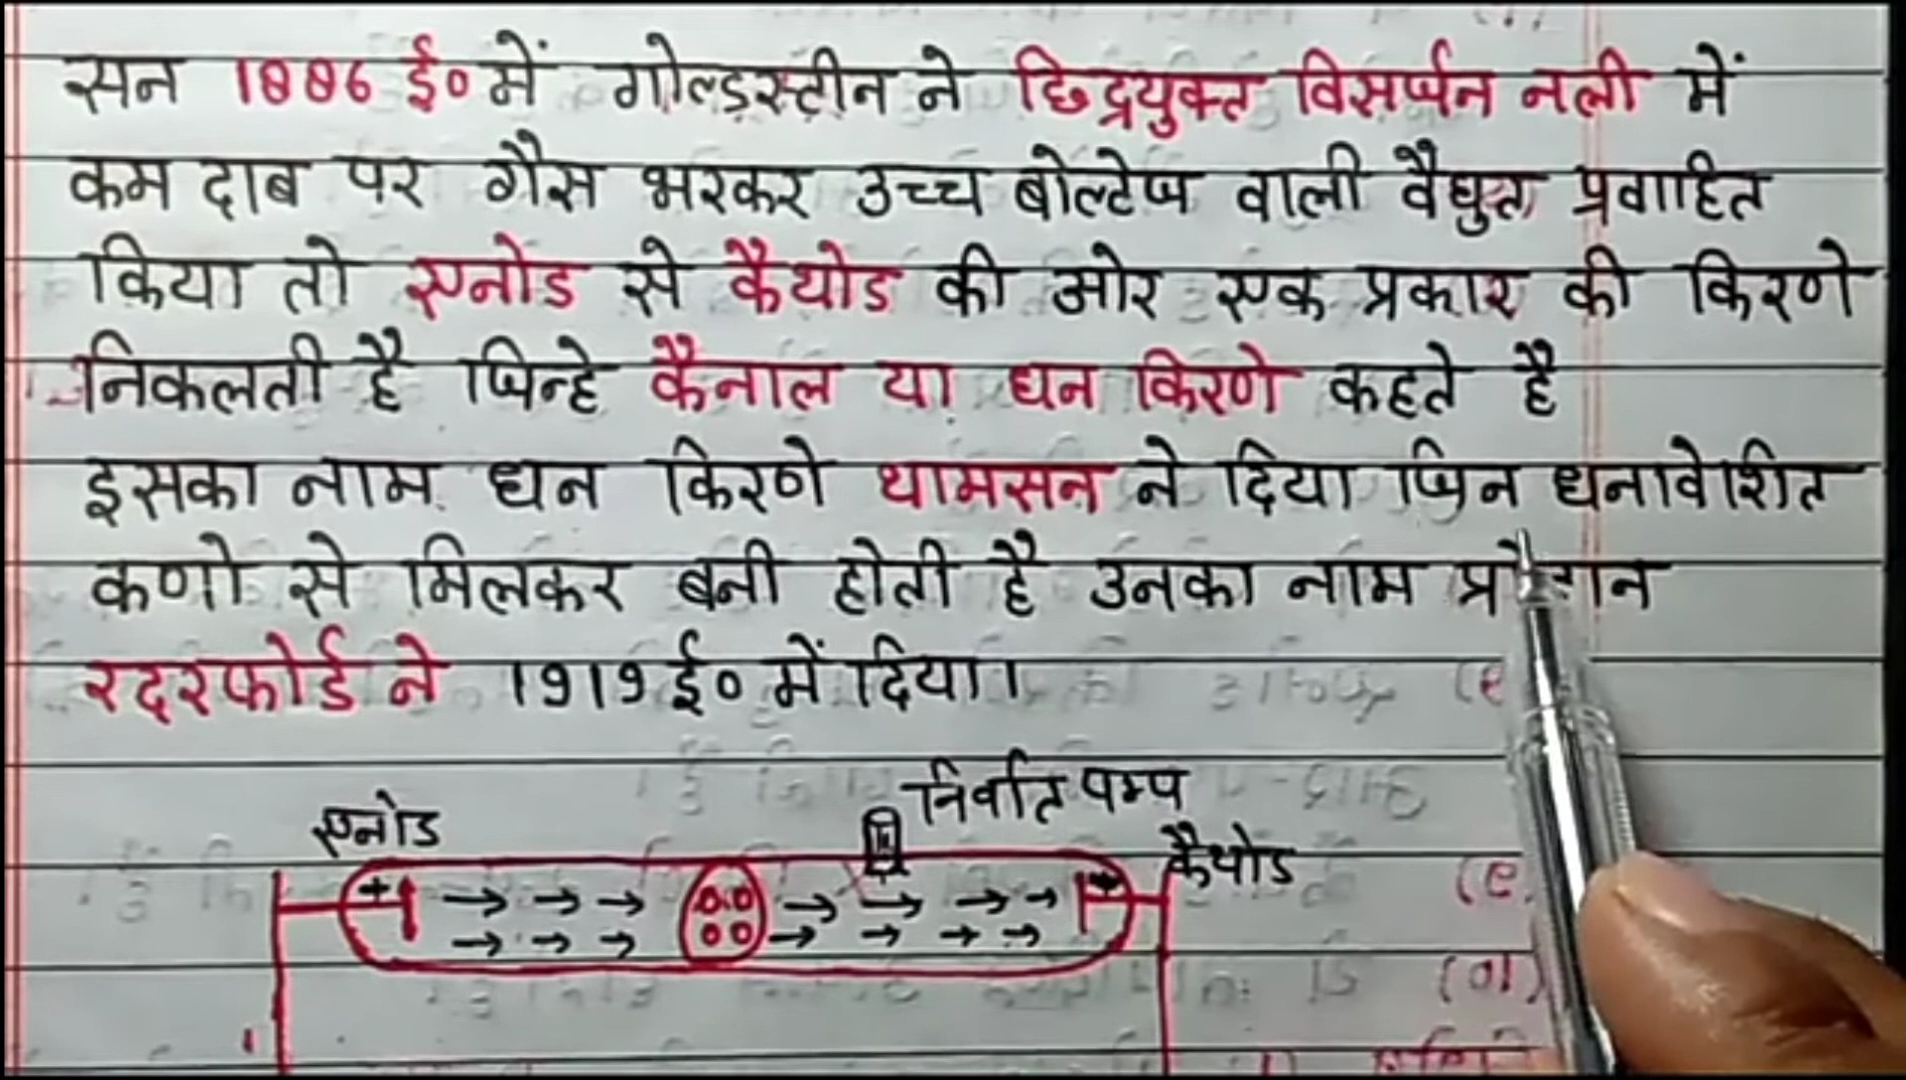 सन 1886 ई० में गोल्डस्टीन ने छिद्रयुक्त विसर्जन नली में
कम दाब पर गैस भरकर उच्च बोल्टेज वाली वैधुत प्रवाहित
किया तो एनोड से कैथोड की ओर एक प्रकार की किरणे
निकलती है जिन्हे कैनाल या धन किरणे कहते है
इसका नाम धन किरणे थामसन ने दिया जिन धनावेशित
कणो से मिलकर बनी होती है उनका नाम
रदरफोर्ड ने 1919 ई० में दिया।
निर्वात पम्प
एनोड
कैथोड
+